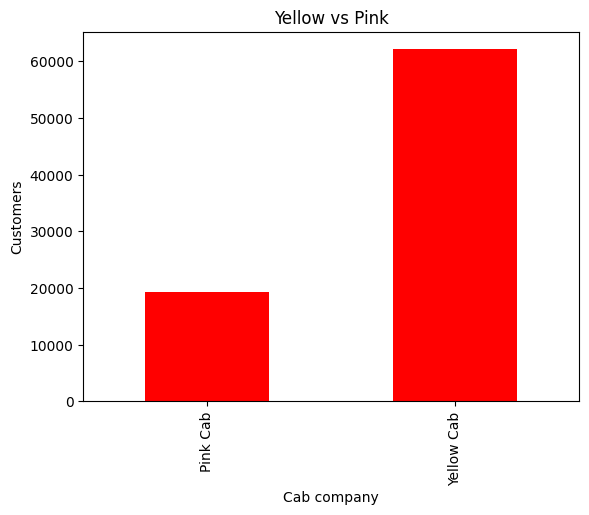 Yellow vs Pink
60000
50000
40000
30000
20000
10000
0
Customers
Pink Cab
Yellow Cab
Cab company